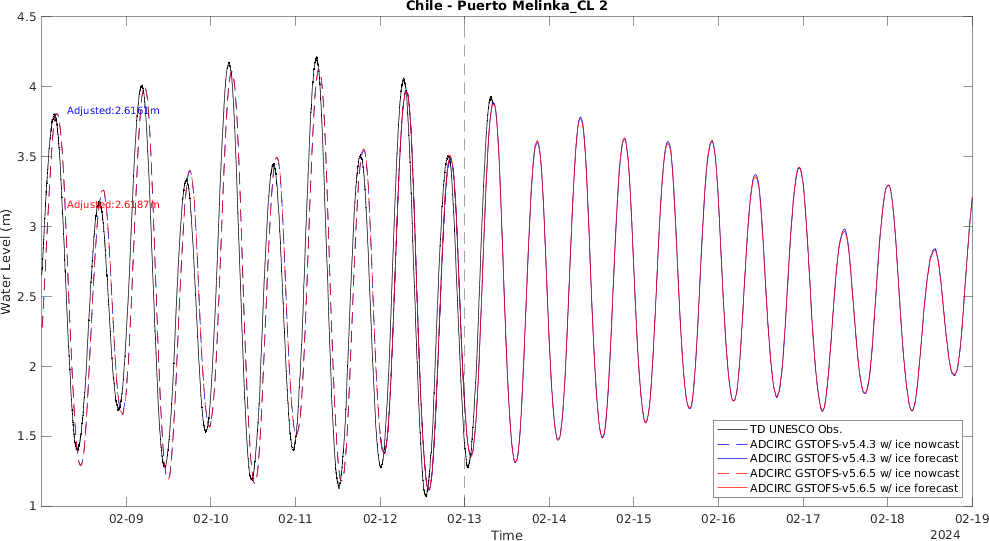 Chile - Puerto Melinka_CL 2
4.5
4
3.5
3
2.5
2
1.5
1
Water Level (m)
Adjusted:2.6161m
Adjusted:2.6187m
TD UNESCO Obs.
ADCIRC GSTOFS-v5.4.3 w/ ice nowcast
ADCIRC GSTOFS-v5.4.3 w/ ice forecast
ADCIRC GSTOFS-v5.6.5 w/ ice nowcast
ADCIRC GSTOFS-v5.6.5 w/ ice forecast
02-09 02-10 02-11 02-12 02-13 02-14 02-15 02-16 02-17 02-18 02-19
Time
2024